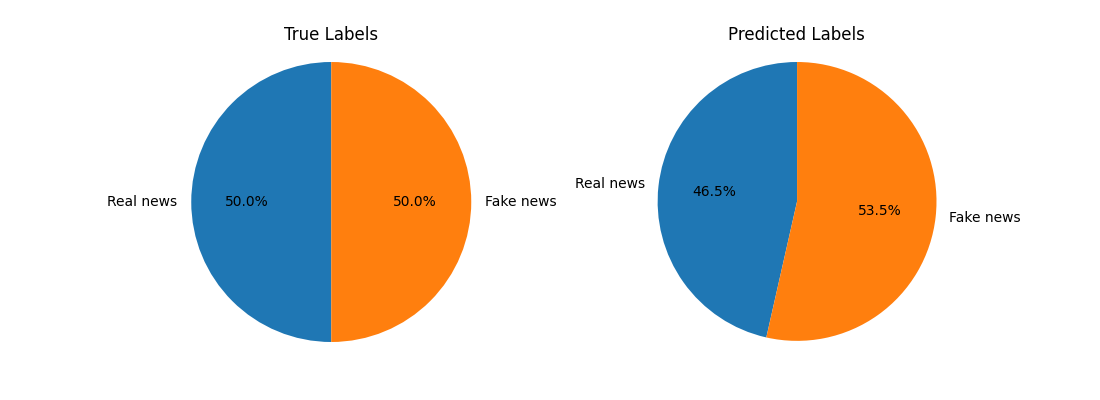 True Labels
Real news
50.0%
50.0%
Fake news
Predicted Labels
Real news
46.5%
53.5%
Fake news